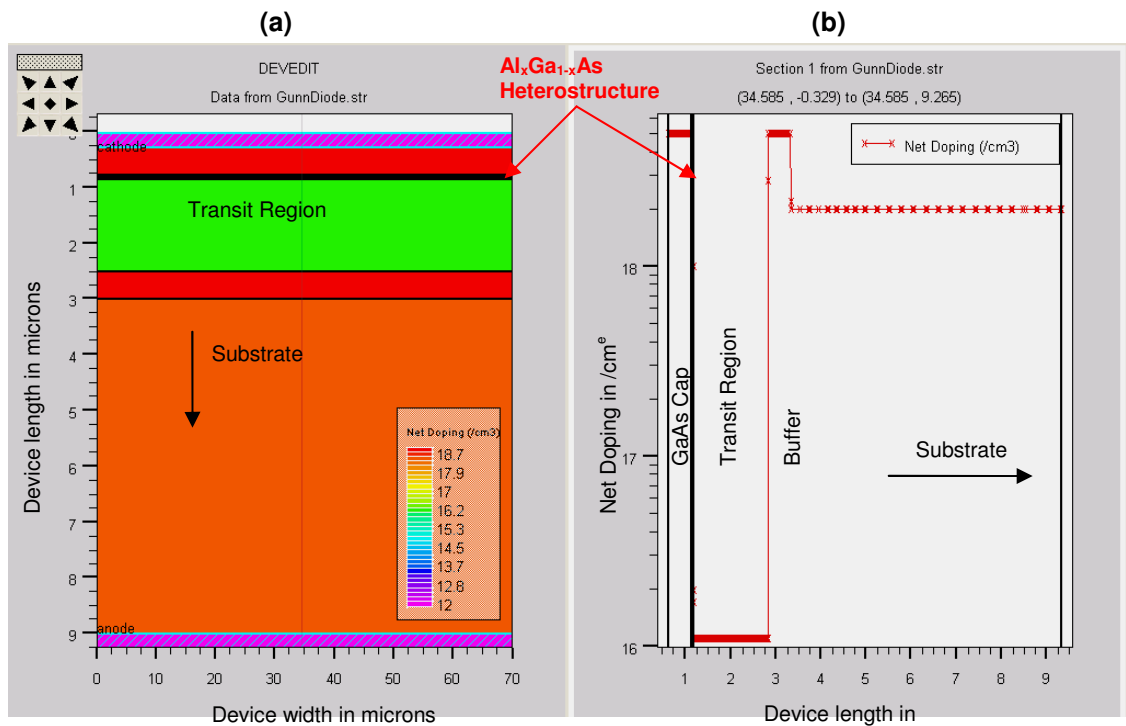 (a)
DEVEDIT
Data from GunnDiode.str
cathode
Transit Region
Substrate
anode
Net Doping (/cm3)
18.7
17.9
17
16.2
15.3
14.5
13.7
12.8
12
1
2
3
4
5
6
7
8
9
0 10 20 30 40 50 60 70
Device length in microns
Device width in microns
AlxGa1-xAs
Heterostructure
(b)
Section 1 from GunnDiode.str
(34.585 , -0.329) to (34.585 , 9.265)
Net Doping (/cm3)
18
17
16
GaAs Cap
Transit Region
Buffer
Substrate
1 2 3 4 5 6 7 8 9
Net Doping in /cmᵉ
Device length in